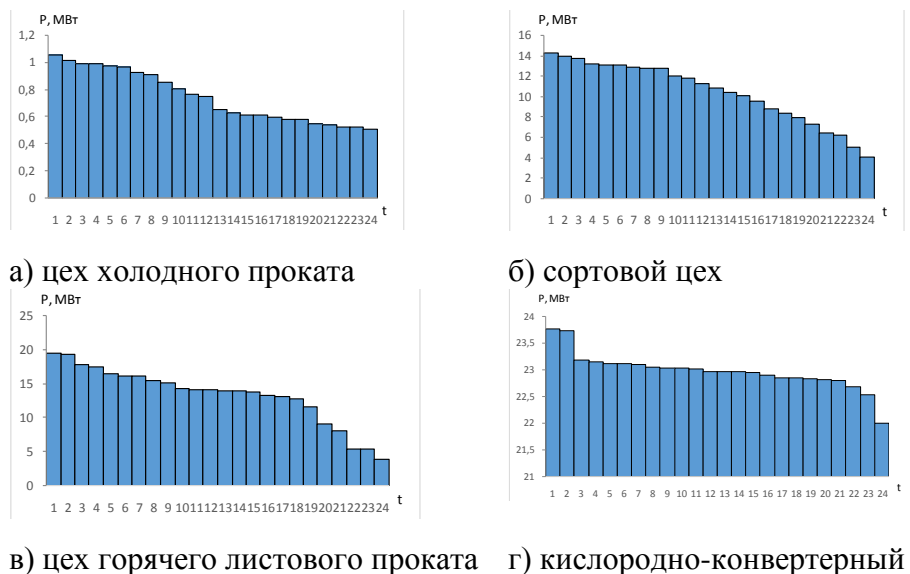 P, МВт
1,2
1
0,8
0,6
0,4
0,2
0
1 2 3 4 5 6 7 8 9 101112131415161718192021222324
t
а) цех холодного проката
P, МВт
16
14
12
10
8
6
4
2
0
1 2 3 4 5 6 7 8 9 101112131415161718192021222324
t
б) сортовой цех
P, МВт
25
20
15
10
5
0
1 2 3 4 5 6 7 8 9 101112131415161718192021222324
t
в) цех горячего листового проката
P, МВт
24
23,5
23
22,5
22
21,5
21
1 2 3 4 5 6 7 8 9 10 11 12 13 14 15 16 17 18 19 20 21 22 23 24
t
г) кислородно-конвертерный